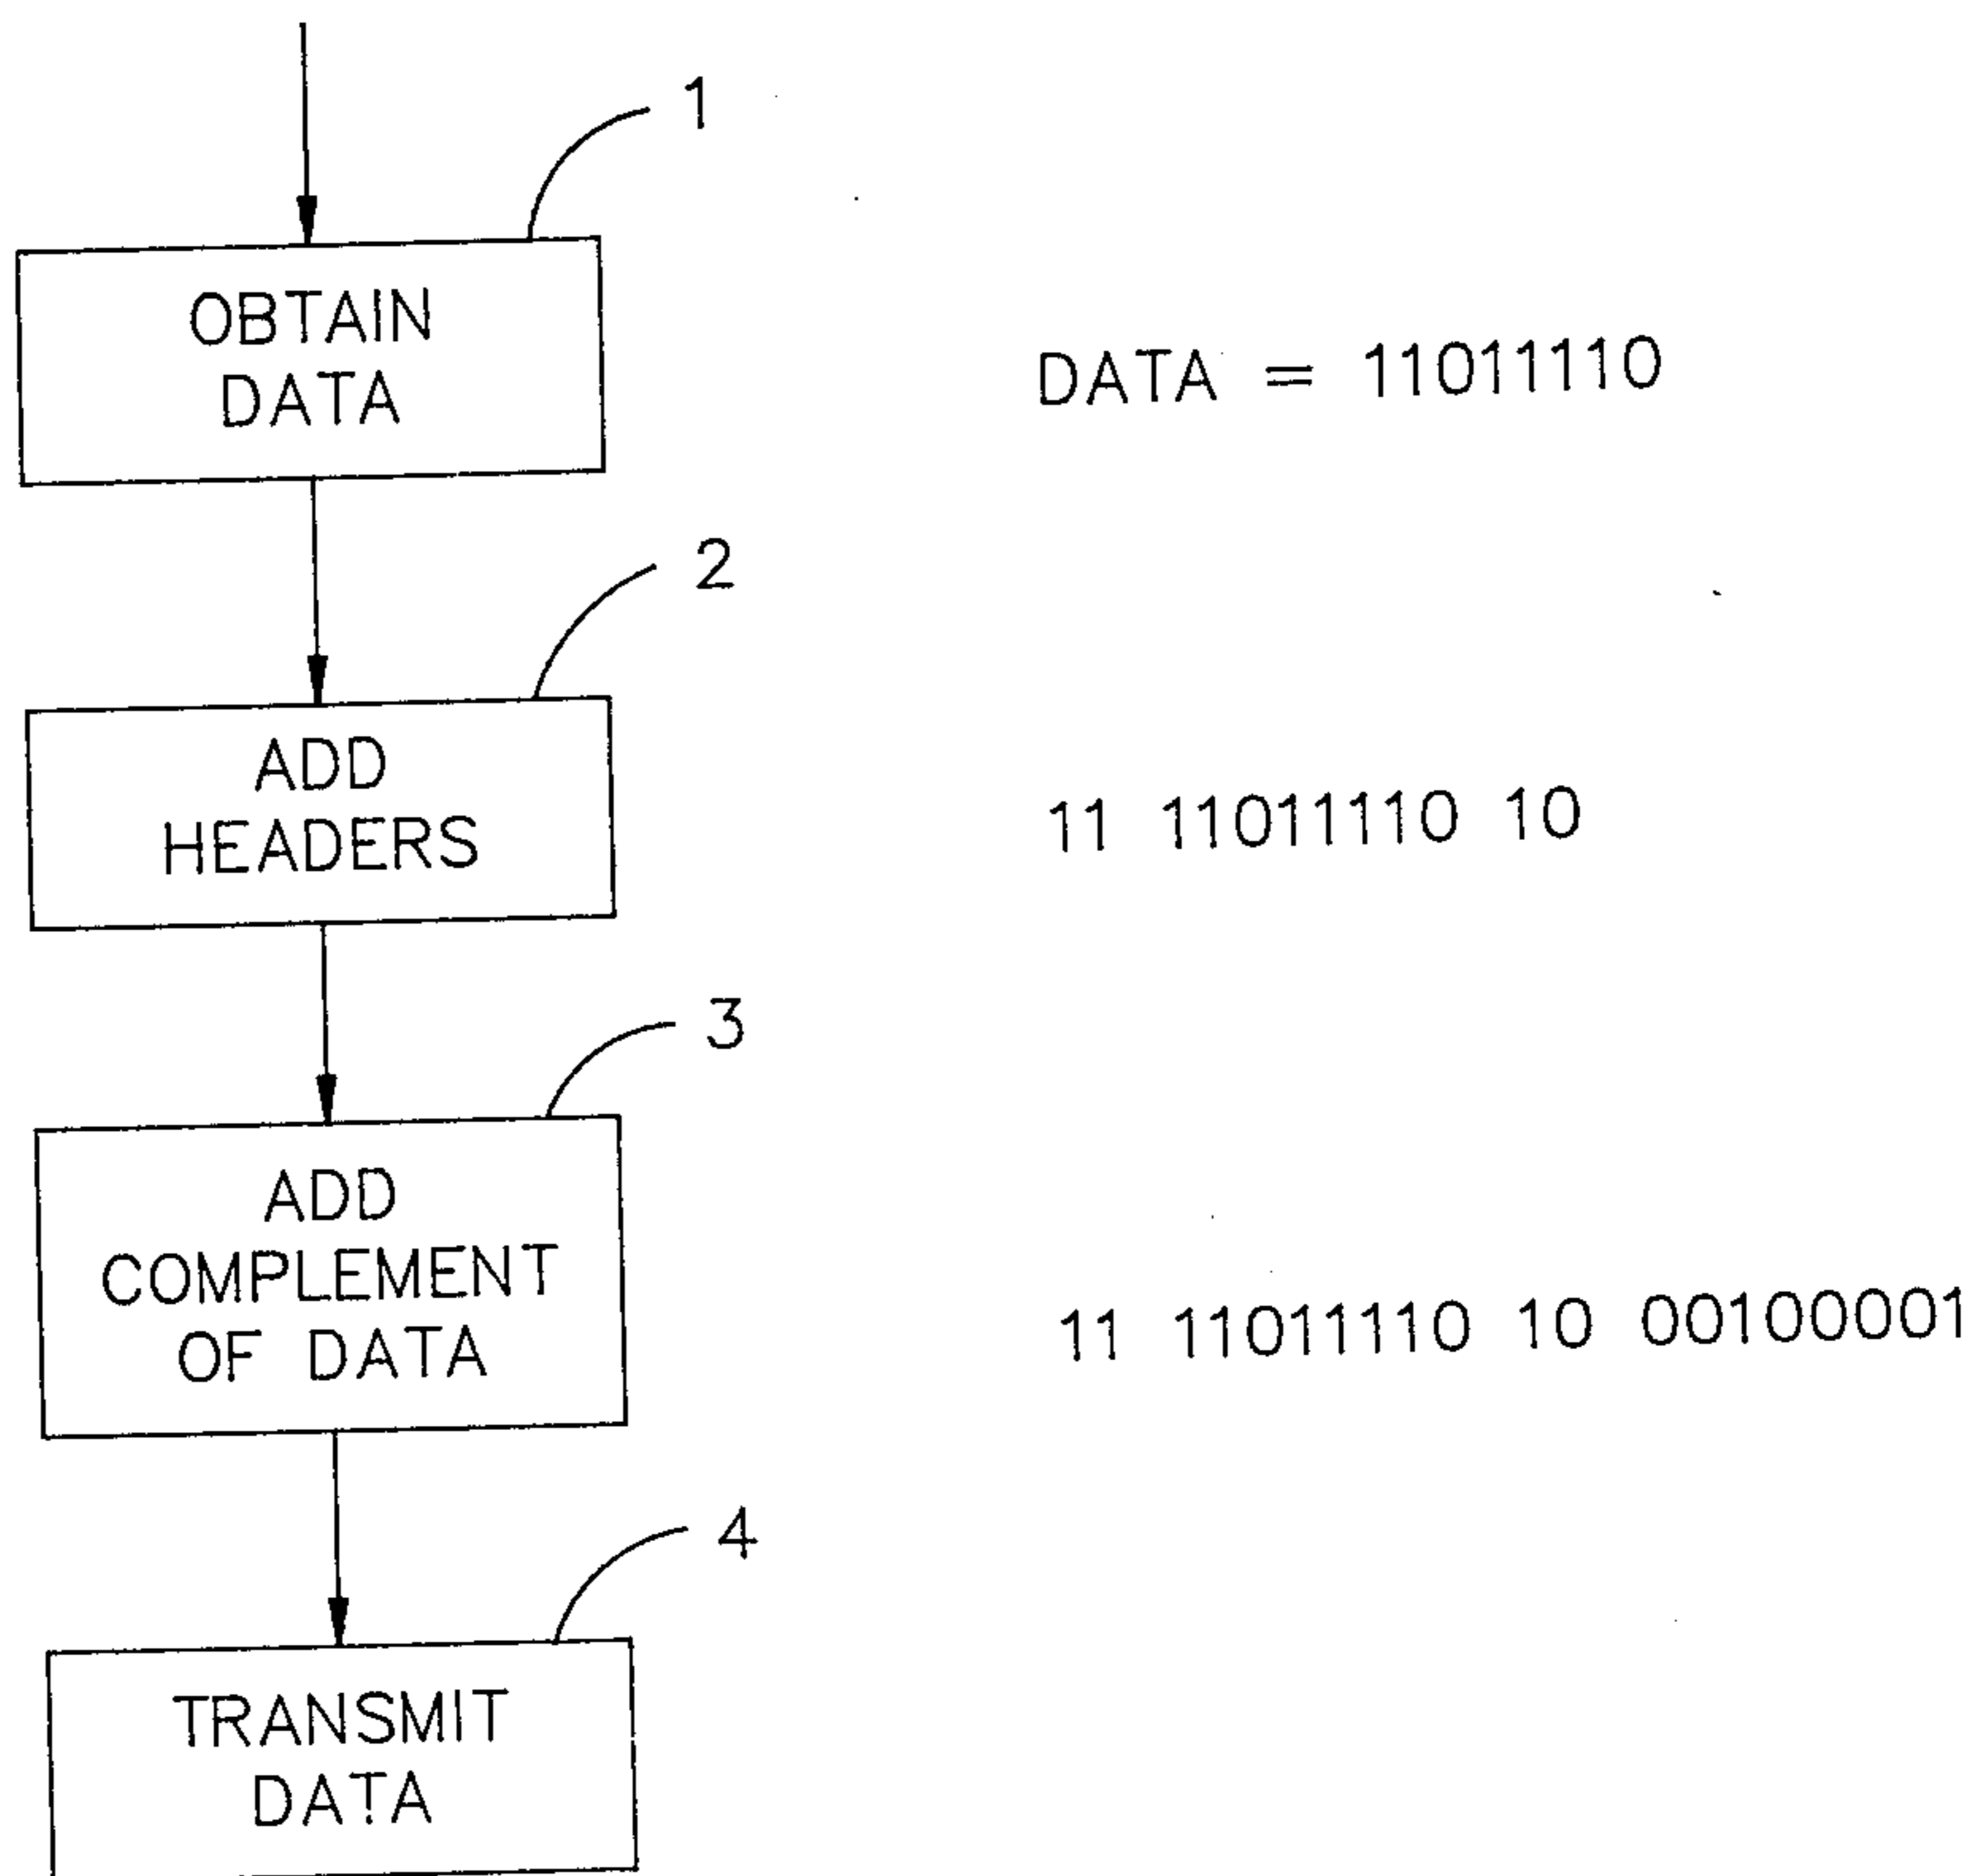 1
OBTAIN
DATA
DATA = 11011110
2
ADD
HEADERS
11 11011110 10
3
ADD
COMPLEMENT
OF DATA
11 11011110 10 00100001
4
TRANSMIT
DATA